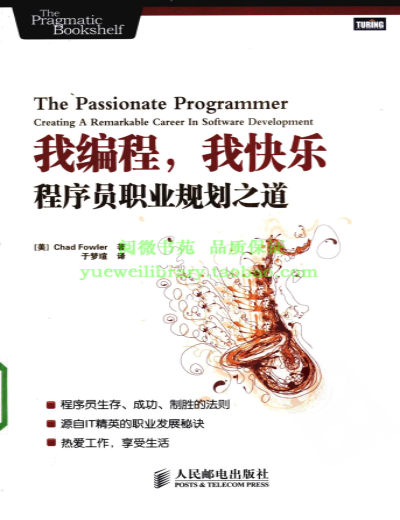 The
Pragmatic
Bookshelf
TURING
The Passionate Programmer
Creating A Remarkable Career In Software Development
我编程，我快乐
程序员职业规划之道
[美] Chad Fowler 著
于梦瑄 译
阅微书苑 品质保证
yueweilibrary.taobao.com
程序员生存、成功、制胜的法则
源自IT精英的职业发展秘诀
热爱工作，享受生活
人民邮电出版社
POSTS & TELECOM PRESS